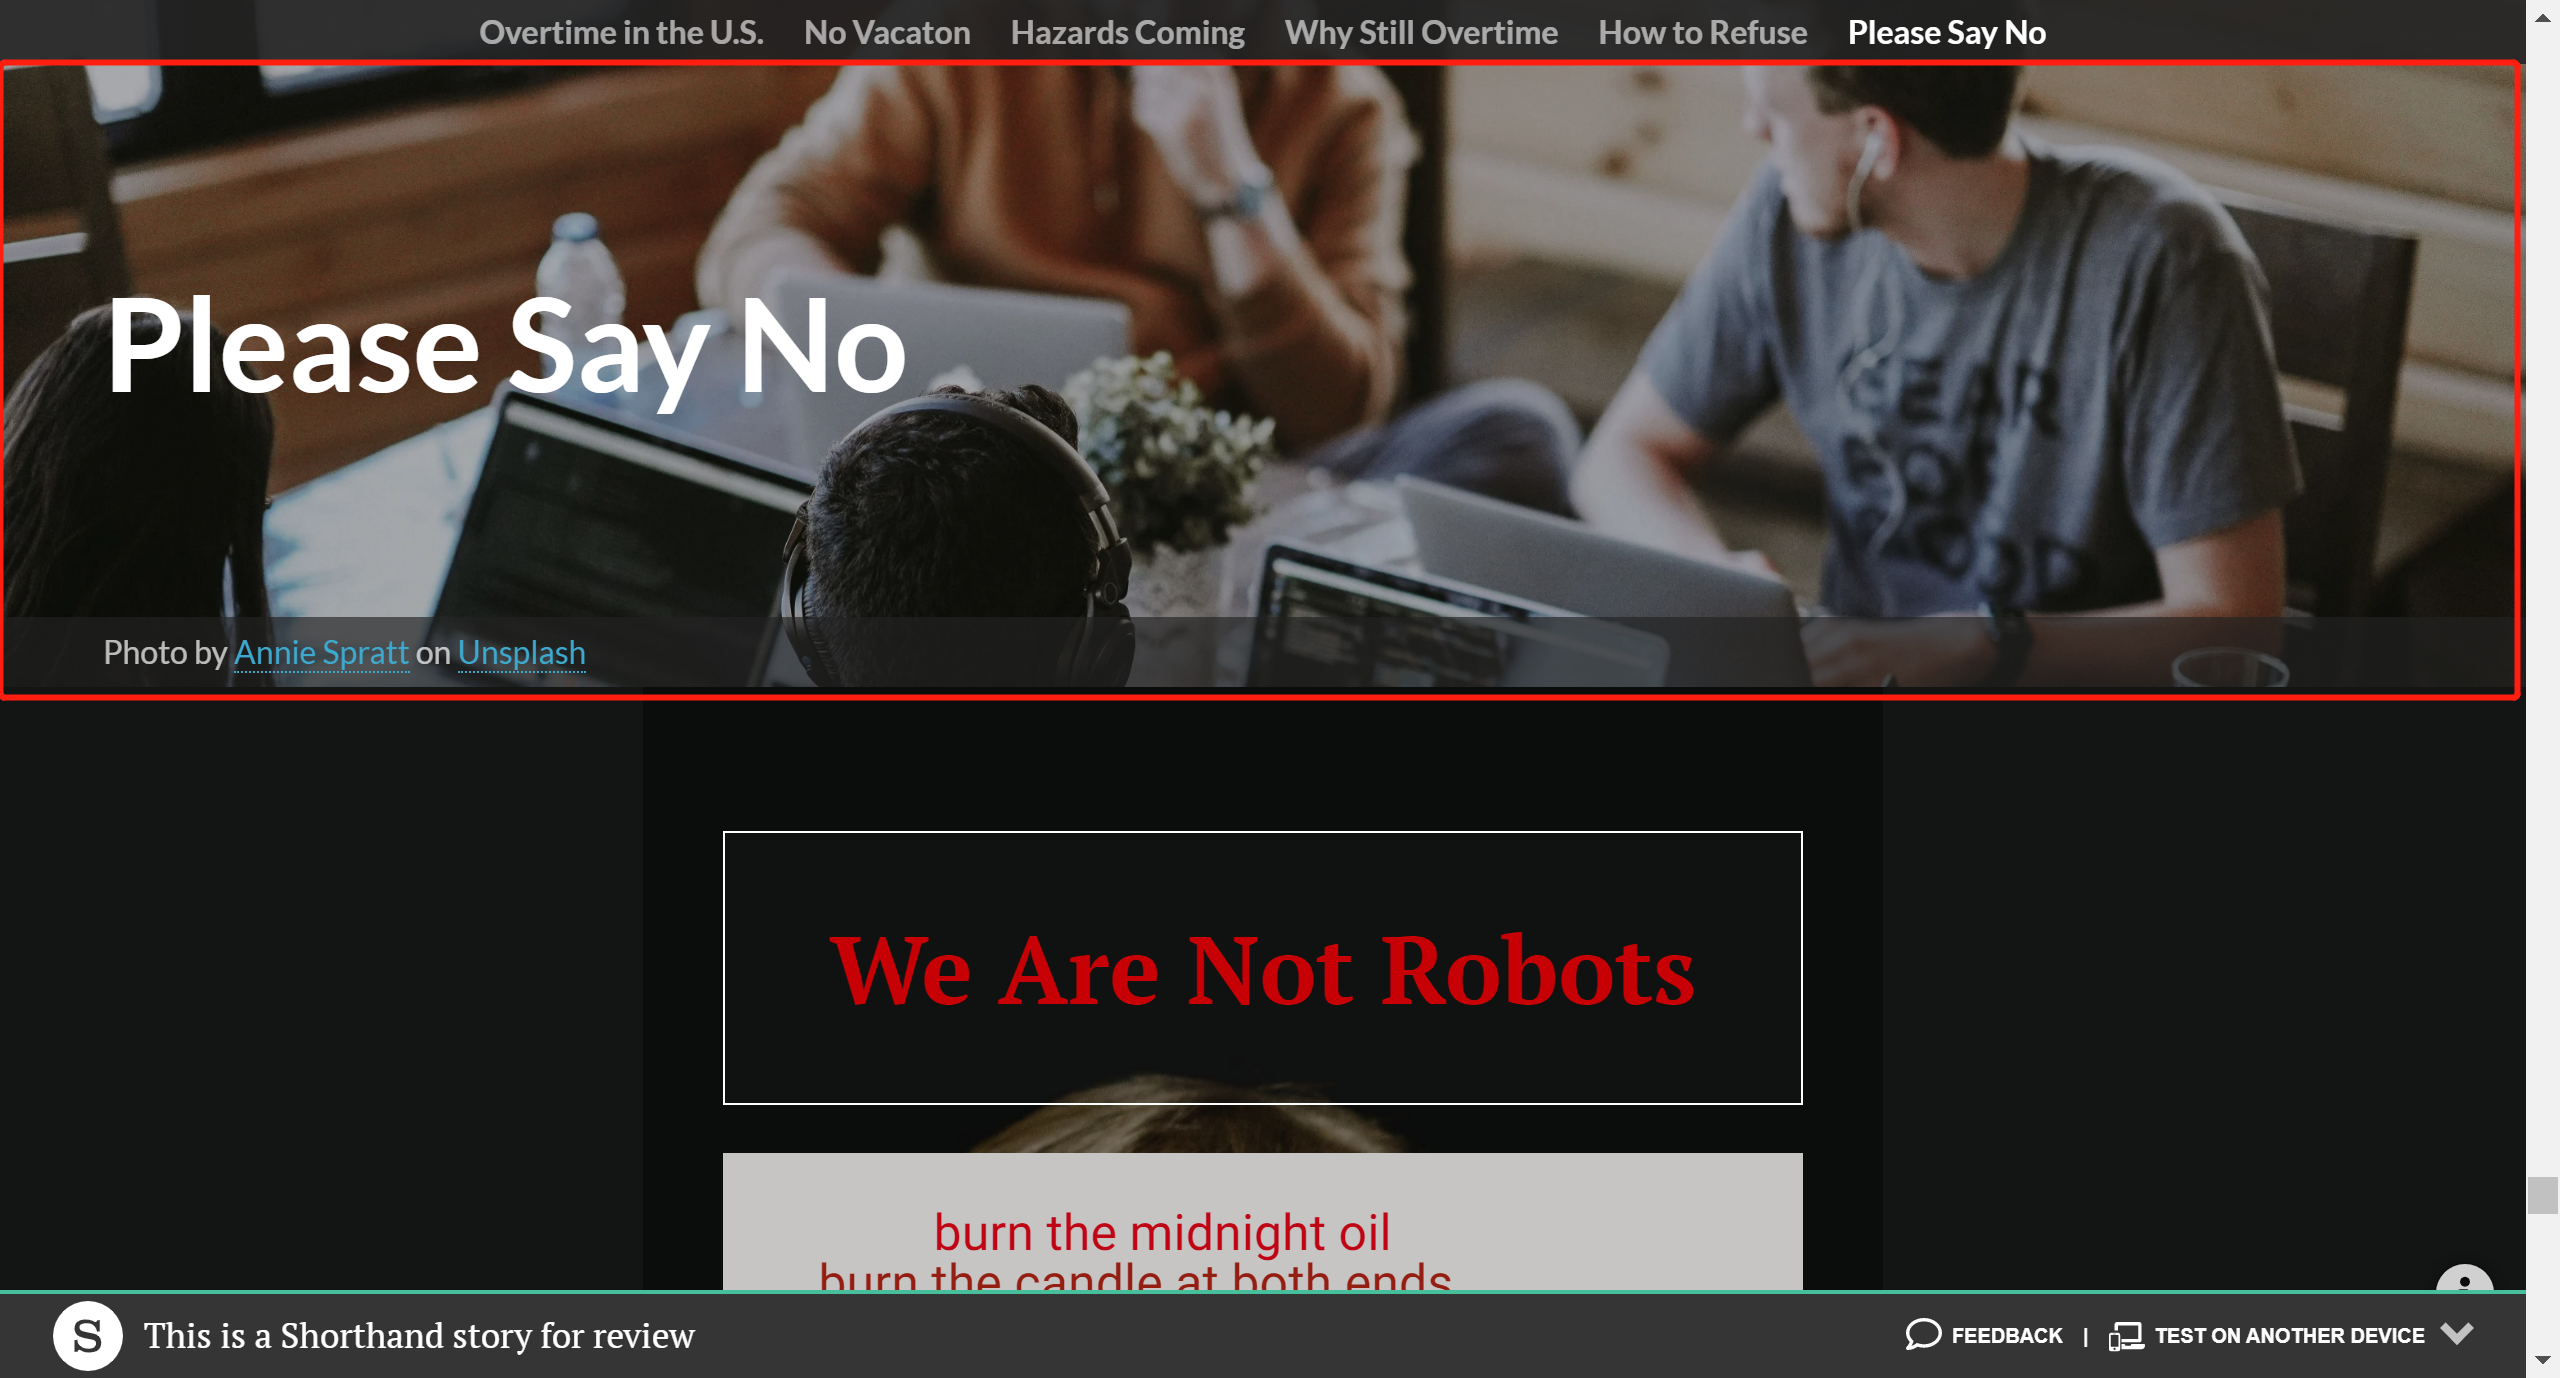 Overtime in the U.S. No Vacaton Hazards Coming Why Still Overtime How to Refuse Please Say No
Please Say No
Photo by Annie Spratt on Unsplash
We Are Not Robots
burn the midnight oil
burn the candle at both ends
S This is a Shorthand story for review FEEDBACK | TEST ON ANOTHER DEVICE